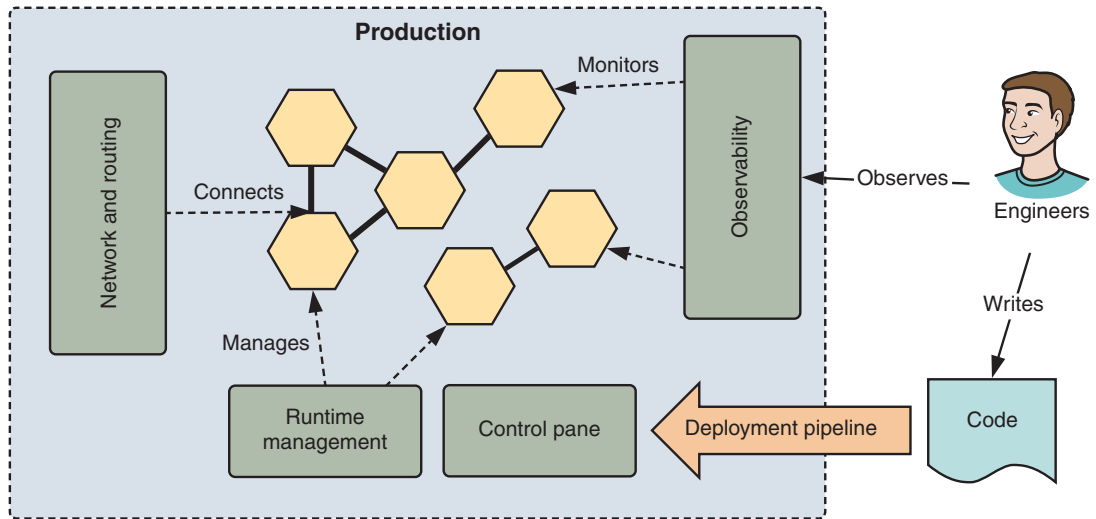 Production
Monitors
Network and routing
Connects
Observability
Observes
Engineers
Writes
Manages
Runtime
management
Control pane
Deployment pipeline
Code